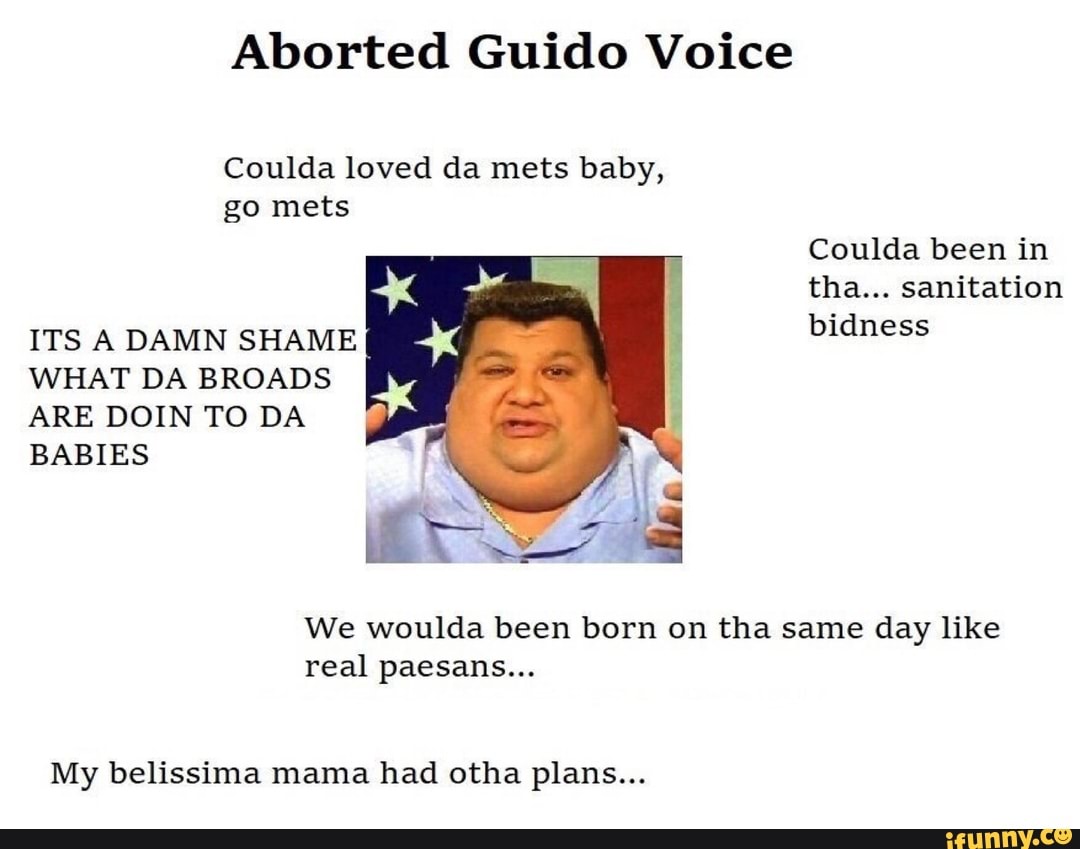 Aborted Guido Voice
Coulda loved da mets baby,
go mets
Coulda been in
tha... sanitation
bidness
ITS A DAMN SHAME
WHAT DA BROADS
ARE DOIN TO DA
BABIES
We woulda been born on tha same day like
real paesans...
My belissima mama had otha plans...
ifunny.co